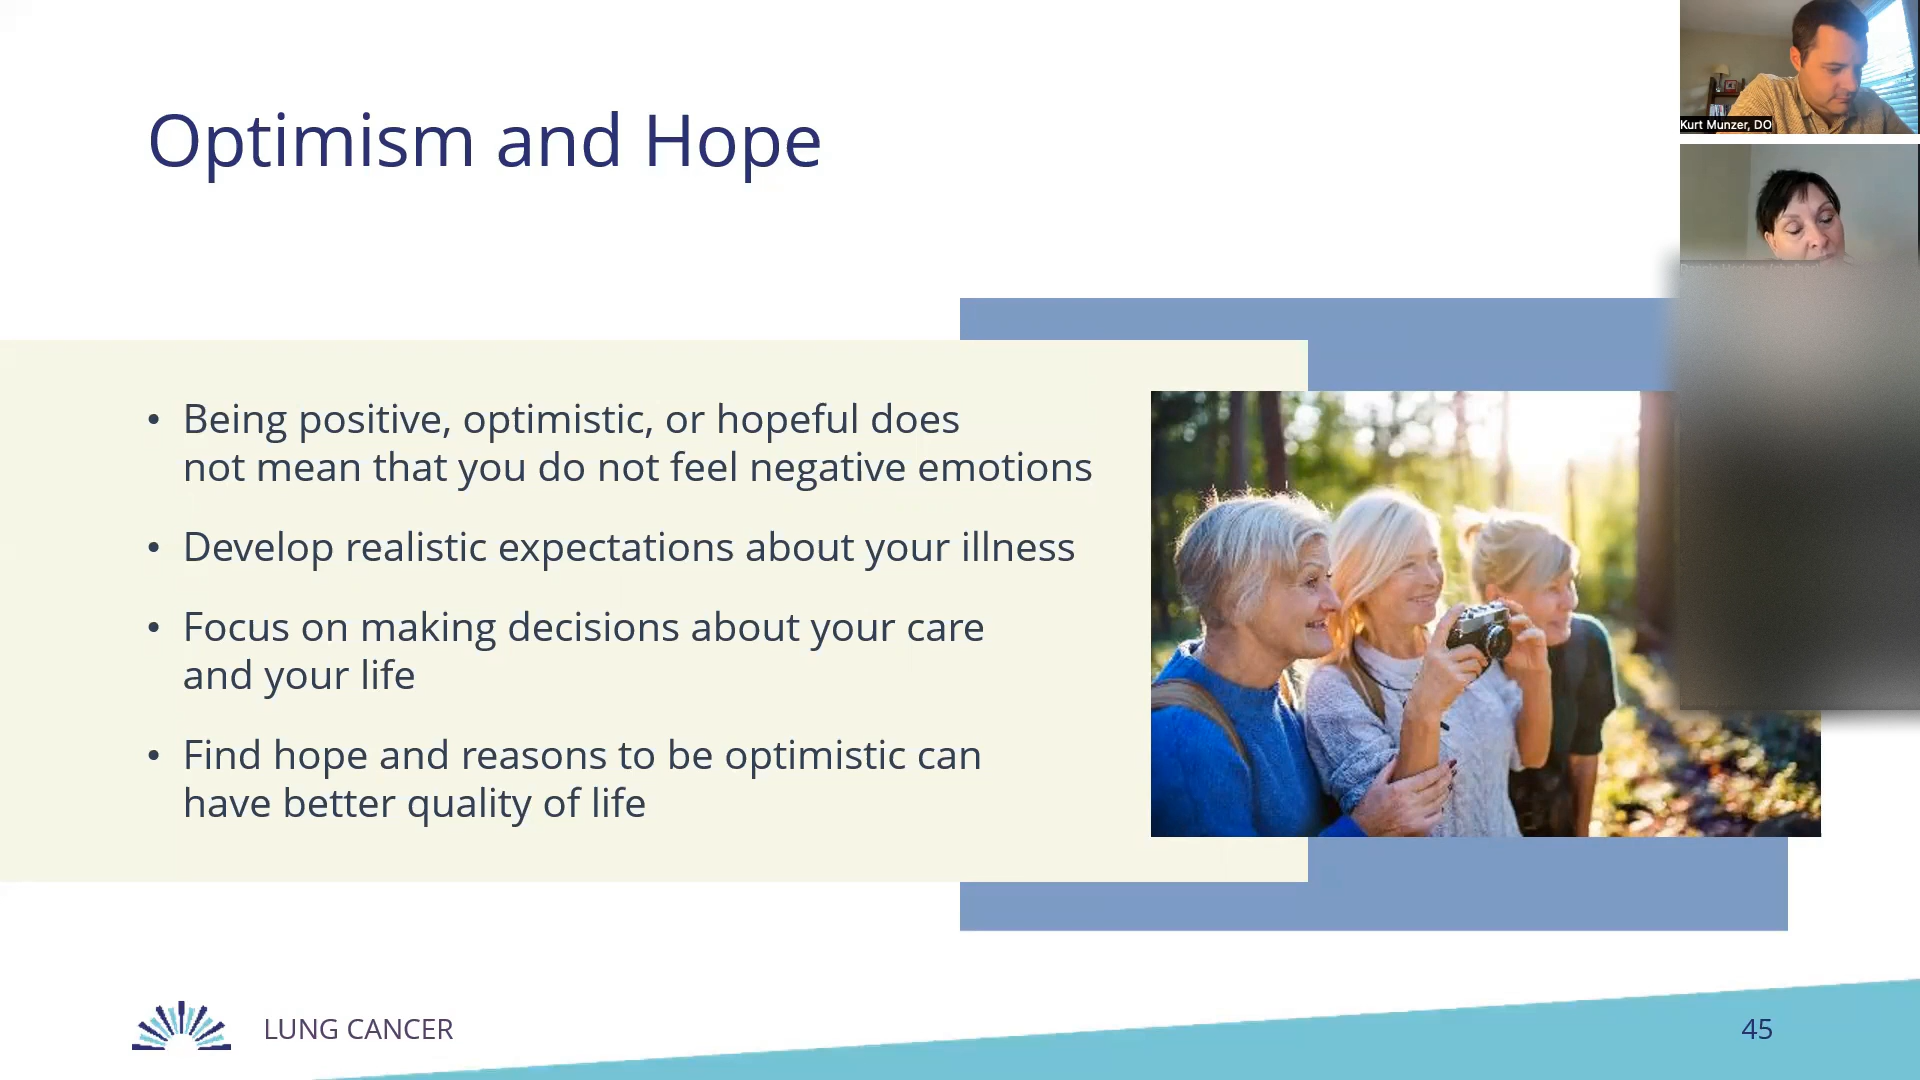 Optimism and Hope
Kurt Munzer, DO
• Being positive, optimistic, or hopeful does
not mean that you do not feel negative emotions
• Develop realistic expectations about your illness
• Focus on making decisions about your care
and your life
• Find hope and reasons to be optimistic can
have better quality of life
LUNG CANCER
45